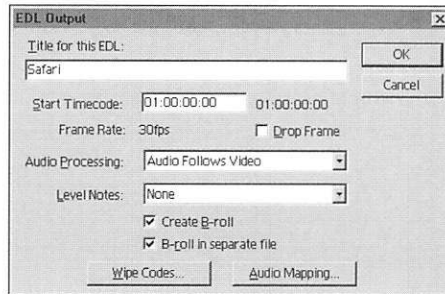 EDL Output
Title for this EDL:
Safari
OK
Cancel
Start Timecode: 01:00:00:00 01:00:00:00
Frame Rate: 30fps Drop Frame
Audio Processing: Audio Follows Video
Level Notes: None
Create B-roll
B-roll in separate file
Wipe Codes... Audio Mapping...